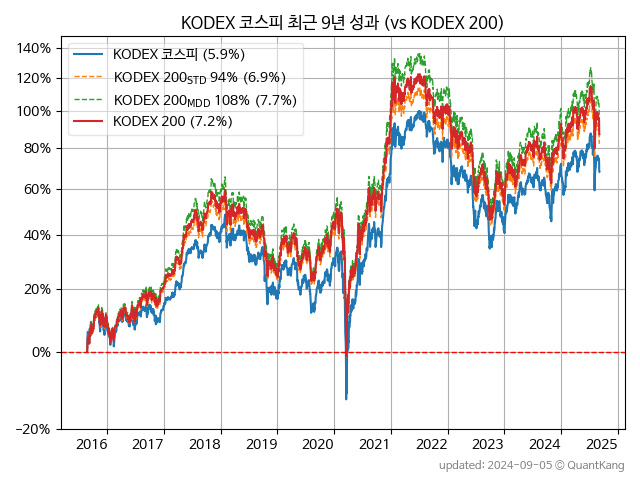 KODEX 코스피 최근 9년 성과 (vs KODEX 200)
140%
120%
100%
80%
60%
40%
20%
0%
−20%
KODEX 코스피 (5.9%)
KODEX 200STD 94% (6.9%)
KODEX 200MDD 108% (7.7%)
KODEX 200 (7.2%)
2016 2017 2018 2019 2020 2021 2022 2023 2024 2025
updated: 2024-09-05 © QuantKang